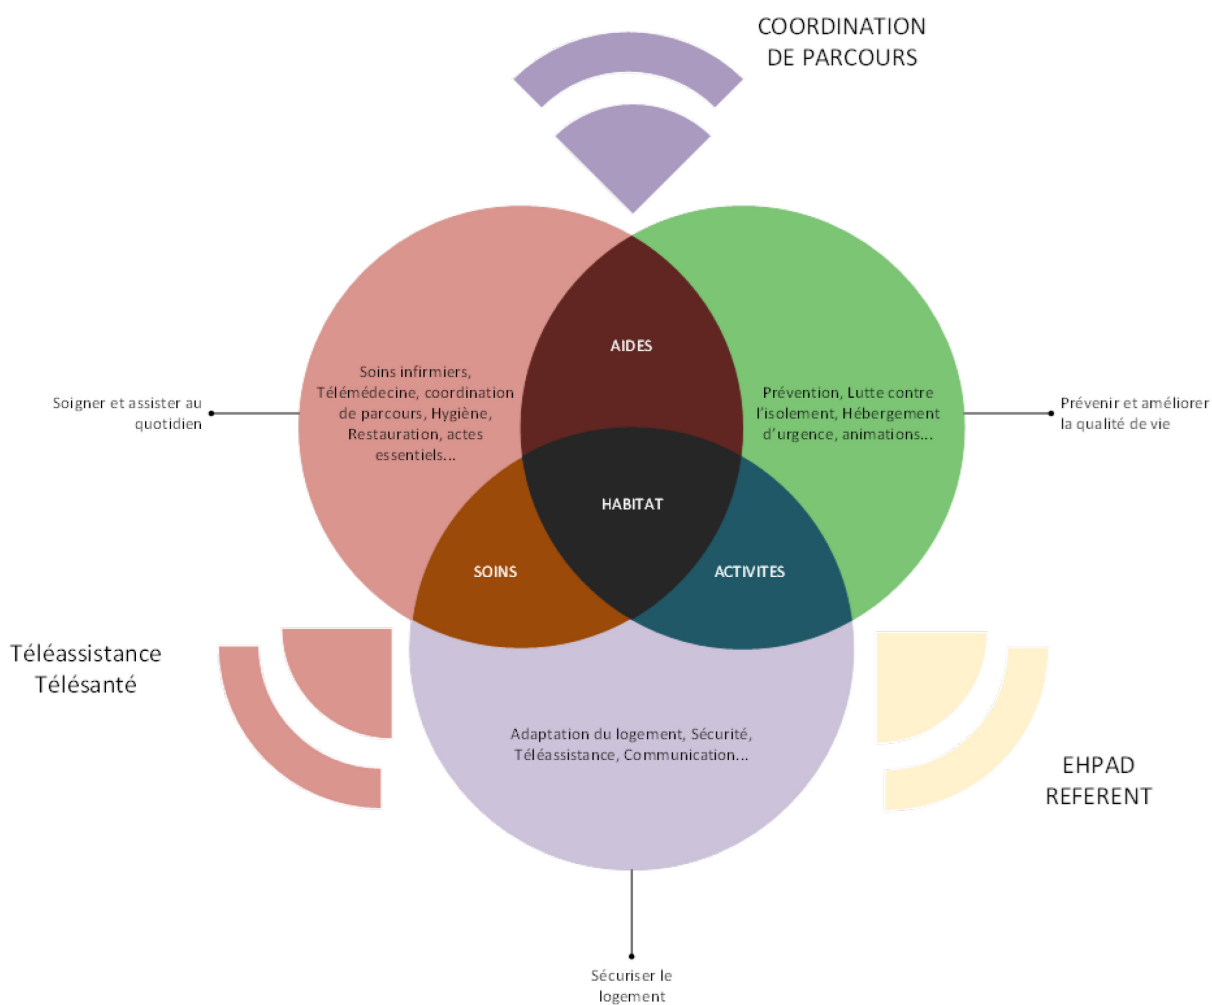 COORDINATION
DE PARCOURS
AIDES
Soins infirmiers,
Télémédecine, coordination
de parcours, Hygiène,
Restauration, actes
essentiels...
Prévention, Lutte contre
l'isolement, Hébergement
d'urgence, animations...
Soigner et assister au
quotidien
Prévenir et améliorer
la qualité de vie
HABITAT
SOINS
ACTIVITES
Téléassistance
Télésanté
Adaptation du logement, Sécurité,
Téléassistance, Communication...
EHPAD
REFERENT
Sécuriser le
logement